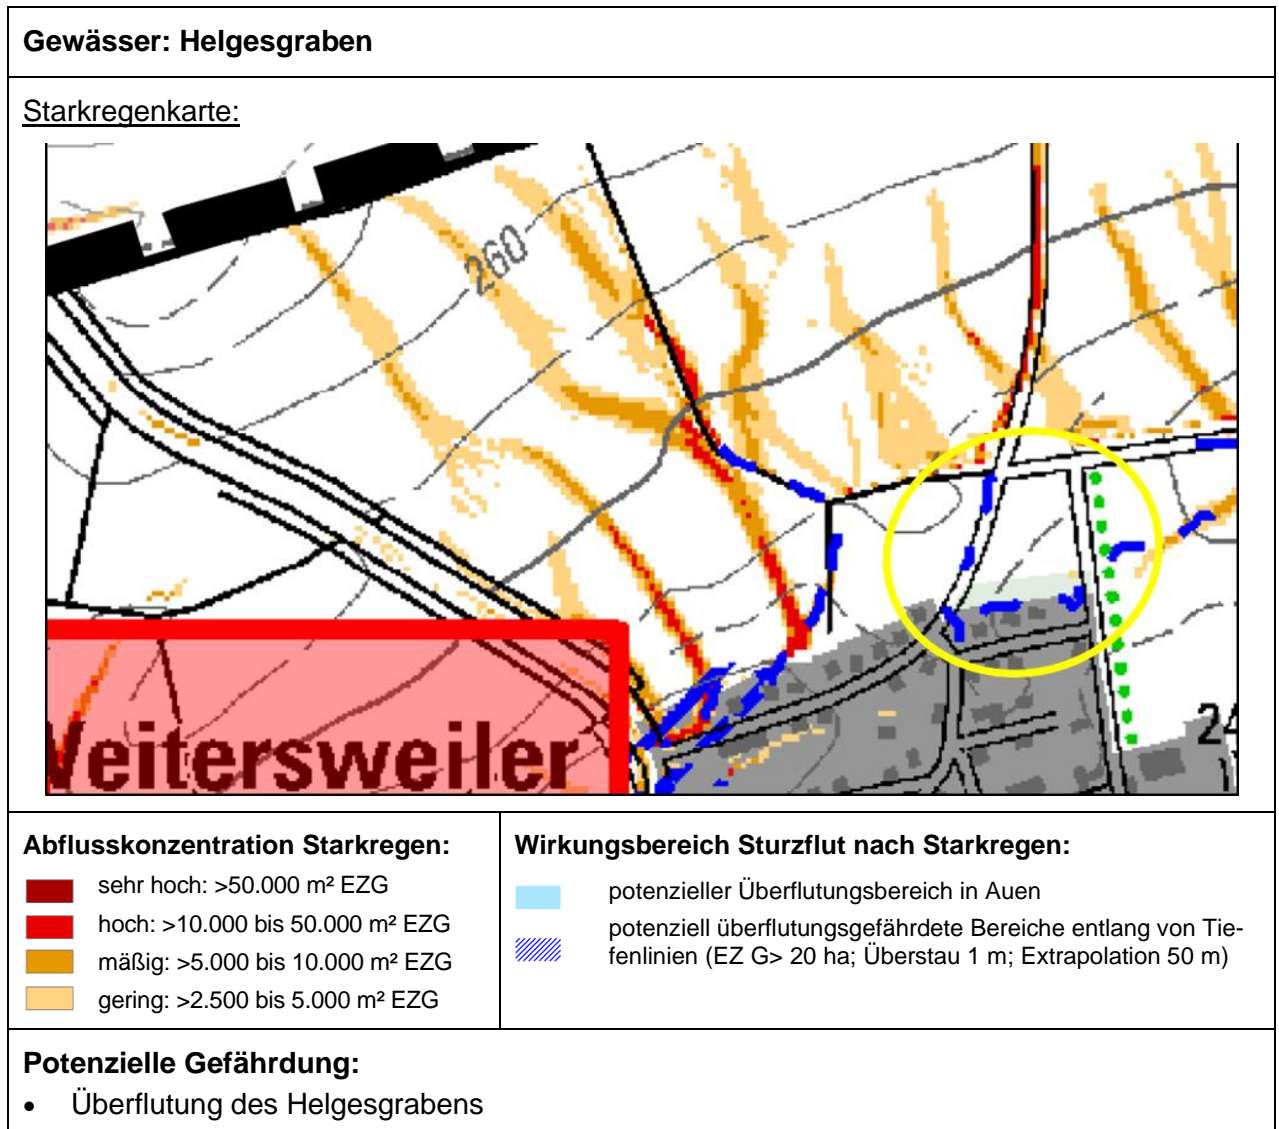 Gewässer: Helgesgraben
Starkregenkarte:
260
Weitersweiler
24
Abflusskonzentration Starkregen:
sehr hoch: >50.000 m² EZG
hoch: >10.000 bis 50.000 m² EZG
mäßig: >5.000 bis 10.000 m² EZG
gering: >2.500 bis 5.000 m² EZG
Wirkungsbereich Sturzflut nach Starkregen:
potenzieller Überflutungsbereich in Auen
potenziell überflutungsgefährdete Bereiche entlang von Tie-
fenlinien (EZ G> 20 ha; Überstau 1 m; Extrapolation 50 m)
Potenzielle Gefährdung:
• Überflutung des Helgesgrabens